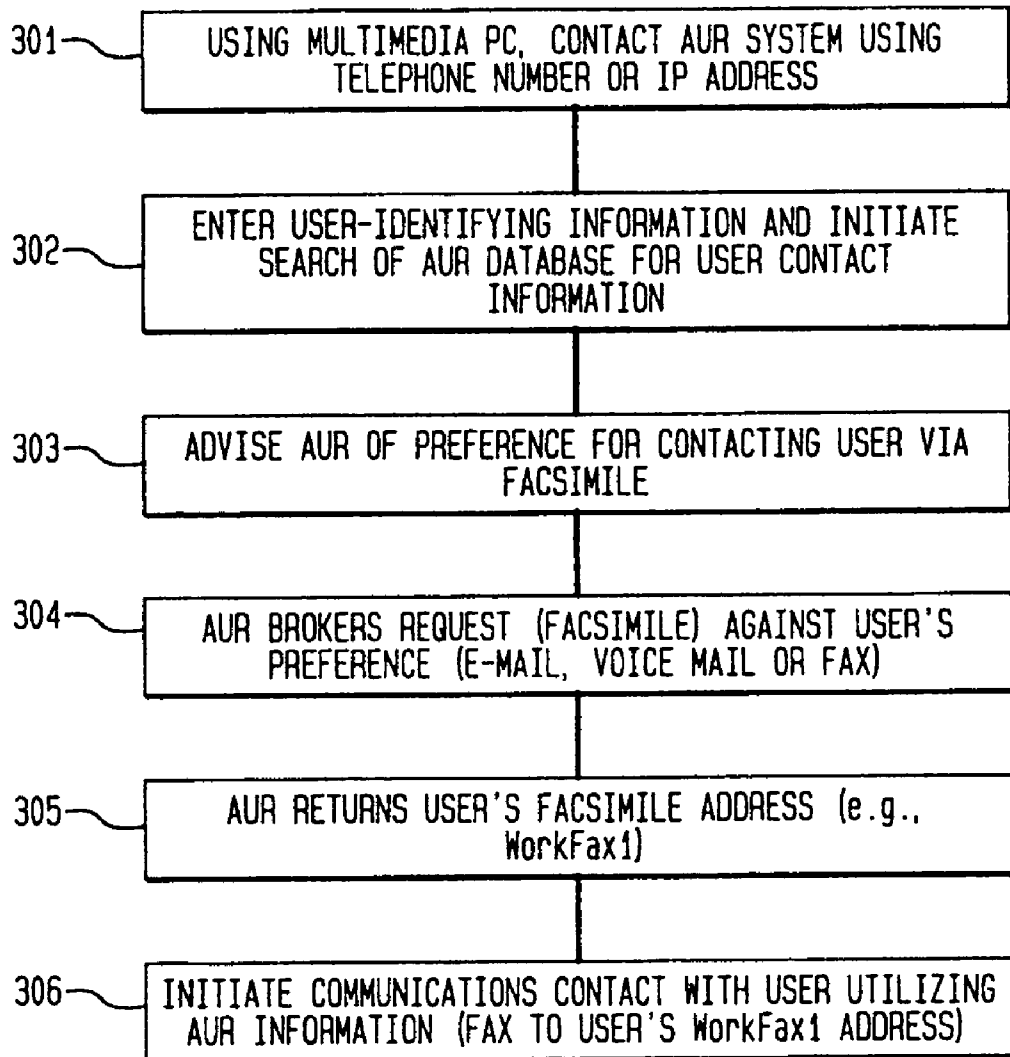 301
USING MULTIMEDIA PC, CONTACT AUR SYSTEM USING
TELEPHONE NUMBER OR IP ADDRESS
302
ENTER USER-IDENTIFYING INFORMATION AND INITIATE
SEARCH OF AUR DATABASE FOR USER CONTACT
INFORMATION
303
ADVISE AUR OF PREFERENCE FOR CONTACTING USER VIA
FACSIMILE
304
AUR BROKERS REQUEST (FACSIMILE) AGAINST USER'S
PREFERENCE (E-MAIL, VOICE MAIL OR FAX)
305
AUR RETURNS USER'S FACSIMILE ADDRESS (e.g.,
WorkFax1)
306
INITIATE COMMUNICATIONS CONTACT WITH USER UTILIZING
AUR INFORMATION (FAX TO USER'S WorkFax1 ADDRESS)